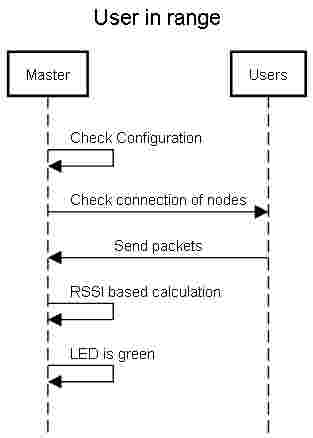 User in range
Master
Users
Check Configuration
Check connection of nodes
Send packets
RSSI based calculation
LED is green